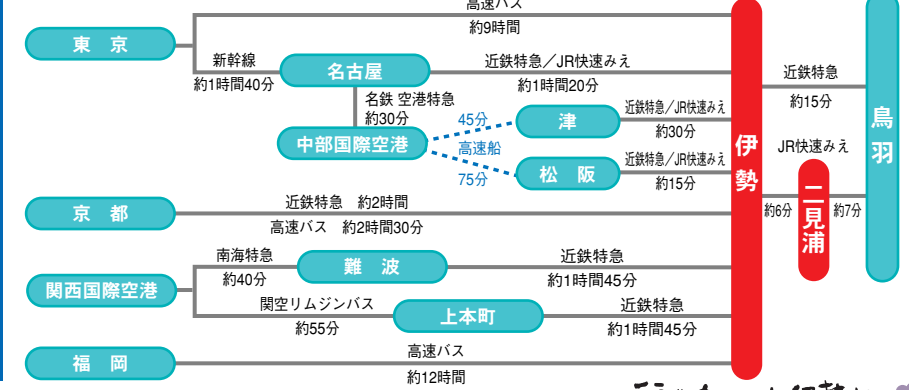 高速バス
約9時間
東 京
新幹線
約1時間40分
名古屋
近鉄特急／JR快速みえ
約1時間20分
名鉄 空港特急
約30分
中部国際空港
45分
高速船
75分
津
近鉄特急/JR快速みえ
約30分
松 阪
近鉄特急/JR快速みえ
約15分
京 都
近鉄特急 約2時間
高速バス 約2時間30分
関西国際空港
南海特急
約40分
難 波
近鉄特急
約1時間45分
関空リムジンバス
約55分
上本町
近鉄特急
約1時間45分
福 岡
高速バス
約12時間
伊勢
近鉄特急
約15分
JR快速みえ
約6分
二見浦
約7分
鳥羽